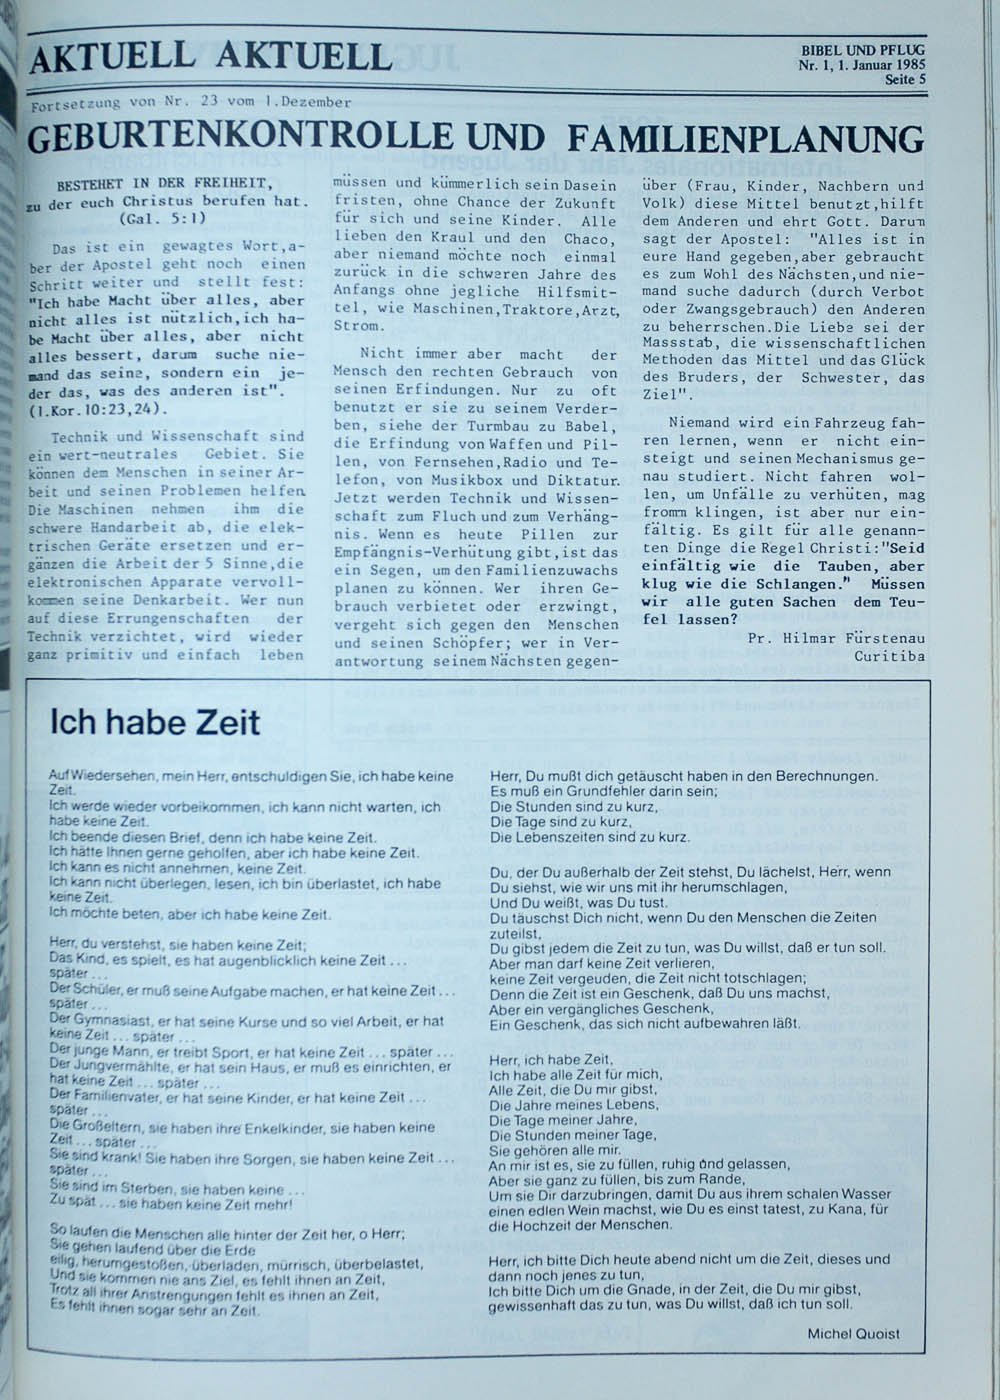 AKTUELL AKTUELL
BIBEL UND PFLUG
Nr. 1, 1. Januar 1985
Seite 5
Fortsetzung von Nr. 23 vom 1.Dezember
GEBURTENKONTROLLE UND FAMILIENPLANUNG
BESTEHET IN DER FREIHEIT,
zu der euch Christus berufen hat.
(Gal. 5:1)
Das ist ein gewagtes Wort,a-
ber der Apostel geht noch einen
Schritt weiter und stellt fest:
"Ich habe Macht über alles, aber
nicht alles ist nützlich,ich ha-
be Macht über alles, aber nicht
alles bessert, darum suche nie-
mand das seine, sondern ein je-
der das, was des anderen ist".
(1.Kor.10:23,24).
Technik und Wissenschaft sind
ein wert-neutrales Gebiet. Sie
können dem Menschen in seiner Ar-
beit und seinen Problemen helfen.
Die Maschinen nehmen ihm die
schwere Handarbeit ab, die elek-
trischen Geräte ersetzen und er-
gänzen die Arbeit der 5 Sinne,die
elektronischen Apparate vervoll-
kommen seine Denkarbeit. Wer nun
auf diese Errungenschaften der
Technik verzichtet, wird wieder
ganz primitiv und einfach leben
müssen und kümmerlich sein Dasein
fristen, ohne Chance der Zukunft
für sich und seine Kinder. Alle
lieben den Kraul und den Chaco,
aber niemand möchte noch einmal
zurück in die schweren Jahre des
Anfangs ohne jegliche Hilfsmit-
tel, wie Maschinen,Traktore,Arzt,
Strom.
Nicht immer aber macht der
Mensch den rechten Gebrauch von
seinen Erfindungen. Nur zu oft
benutzt er sie zu seinem Verder-
ben, siehe der Turmbau zu Babel,
die Erfindung von Waffen und Pil-
len, von Fernsehen,Radio und Te-
lefon, von Musikbox und Diktatur.
Jetzt werden Technik und Wissen-
schaft zum Fluch und zum Verhäng-
nis. Wenn es heute Pillen zur
Empfängnis-Verhütung gibt,ist das
ein Segen, um den Familienzuwachs
planen zu können. Wer ihren Ge-
brauch verbietet oder erzwingt,
vergeht sich gegen den Menschen
und seinen Schöpfer; wer in Ver-
antwortung seinem Nächsten gegen-
über (Frau, Kinder, Nachbern und
Volk) diese Mittel benutzt,hilft
dem Anderen und ehrt Gott. Darum
sagt der Apostel: "Alles ist in
eure Hand gegeben,aber gebraucht
es zum Wohl des Nächsten,und nie-
mand suche dadurch (durch Verbot
oder Zwangsgebrauch) den Anderen
zu beherrschen.Die Liebe sei der
Massstab, die wissenschaftlichen
Methoden das Mittel und das Glück
des Bruders, der Schwester, das
Ziel".
Niemand wird ein Fahrzeug fah-
ren lernen, wenn er nicht ein-
steigt und seinen Mechanismus ge-
nau studiert. Nicht fahren wol-
len, um Unfälle zu verhüten, mag
fromm klingen, ist aber nur ein-
fältig. Es gilt für alle genann-
ten Dinge die Regel Christi:"Seid
einfältig wie die Tauben, aber
klug wie die Schlangen." Müssen
wir alle guten Sachen dem Teu-
fel lassen?
Pr. Hilmar Fürstenau
Curitiba
Ich habe Zeit
Auf Wiedersehen, mein Herr, entschuldigen Sie, ich habe keine
Zeit.
Ich werde wieder vorbeikommen, ich kann nicht warten, ich
habe keine Zeit.
Ich beende diesen Brief, denn ich habe keine Zeit.
Ich hätte Ihnen gerne geholfen, aber ich habe keine Zeit.
Ich kann es nicht annehmen, keine Zeit.
Ich kann nicht überlegen, lesen, ich bin überlastet, ich habe
keine Zeit.
Ich möchte beten, aber ich habe keine Zeit.
Herr, du verstehst, sie haben keine Zeit;
Das Kind, es spielt, es hat augenblicklich keine Zeit . . .
später . . .
Der Schüler, er muß seine Aufgabe machen, er hat keine Zeit . . .
später . . .
Der Gymnasiast, er hat seine Kurse und so viel Arbeit, er hat
keine Zeit . . . später . . .
Der junge Mann, er treibt Sport, er hat keine Zeit . . . später . . .
Der Jungvermählte, er hat sein Haus, er muß es einrichten, er
hat keine Zeit . . . später . . .
Der Familienvater, er hat seine Kinder, er hat keine Zeit . . .
später . . .
Die Großeltern, sie haben ihre Enkelkinder, sie haben keine
Zeit . . . später . . .
Sie sind krank! Sie haben ihre Sorgen, sie haben keine Zeit . . .
später . . .
Sie sind im Sterben, sie haben keine . . .
Zu spät . . . sie haben keine Zeit mehr!
So laufen die Menschen alle hinter der Zeit her, o Herr;
Sie gehen laufend über die Erde
eilig, herumgestoßen, überladen, mürrisch, überbelastet,
Und sie kommen nie ans Ziel, es fehlt ihnen an Zeit,
Trotz all ihrer Anstrengungen fehlt es ihnen an Zeit,
Es fehlt ihnen sogar sehr an Zeit.
Herr, Du mußt dich getäuscht haben in den Berechnungen.
Es muß ein Grundfehler darin sein;
Die Stunden sind zu kurz,
Die Tage sind zu kurz,
Die Lebenszeiten sind zu kurz.
Du, der Du außerhalb der Zeit stehst, Du lächelst, Herr, wenn
Du siehst, wie wir uns mit ihr herumschlagen,
Und Du weißt, was Du tust.
Du täuschst Dich nicht, wenn Du den Menschen die Zeiten
zuteilst,
Du gibst jedem die Zeit zu tun, was Du willst, daß er tun soll.
Aber man darf keine Zeit verlieren,
keine Zeit vergeuden, die Zeit nicht totschlagen;
Denn die Zeit ist ein Geschenk, daß Du uns machst,
Aber ein vergängliches Geschenk,
Ein Geschenk, das sich nicht aufbewahren läßt.
Herr, ich habe Zeit,
Ich habe alle Zeit für mich,
Alle Zeit, die Du mir gibst,
Die Jahre meines Lebens,
Die Tage meiner Jahre,
Die Stunden meiner Tage,
Sie gehören alle mir.
An mir ist es, sie zu füllen, ruhig und gelassen,
Aber sie ganz zu füllen, bis zum Rande,
Um sie Dir darzubringen, damit Du aus ihrem schalen Wasser
einen edlen Wein machst, wie Du es einst tatest, zu Kana, für
die Hochzeit der Menschen.
Herr, ich bitte Dich heute abend nicht um die Zeit, dieses und
dann noch jenes zu tun,
Ich bitte Dich um die Gnade, in der Zeit, die Du mir gibst,
gewissenhaft das zu tun, was Du willst, daß ich tun soll.
Michel Quoist